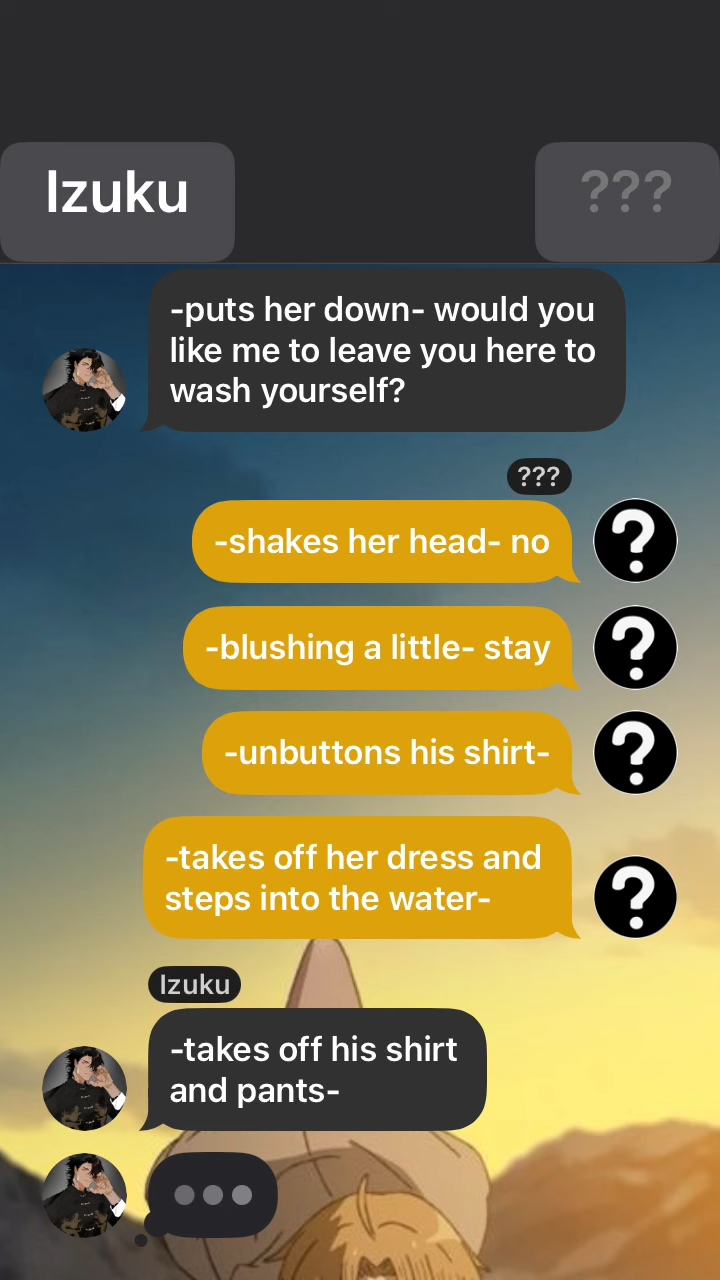 Izuku
???
-puts her down- would you
like me to leave you here to
wash yourself?
???
-shakes her head- no
?
-blushing a little- stay
?
-unbuttons his shirt-
?
-takes off her dress and
steps into the water-
?
Izuku
-takes off his shirt
and pants-